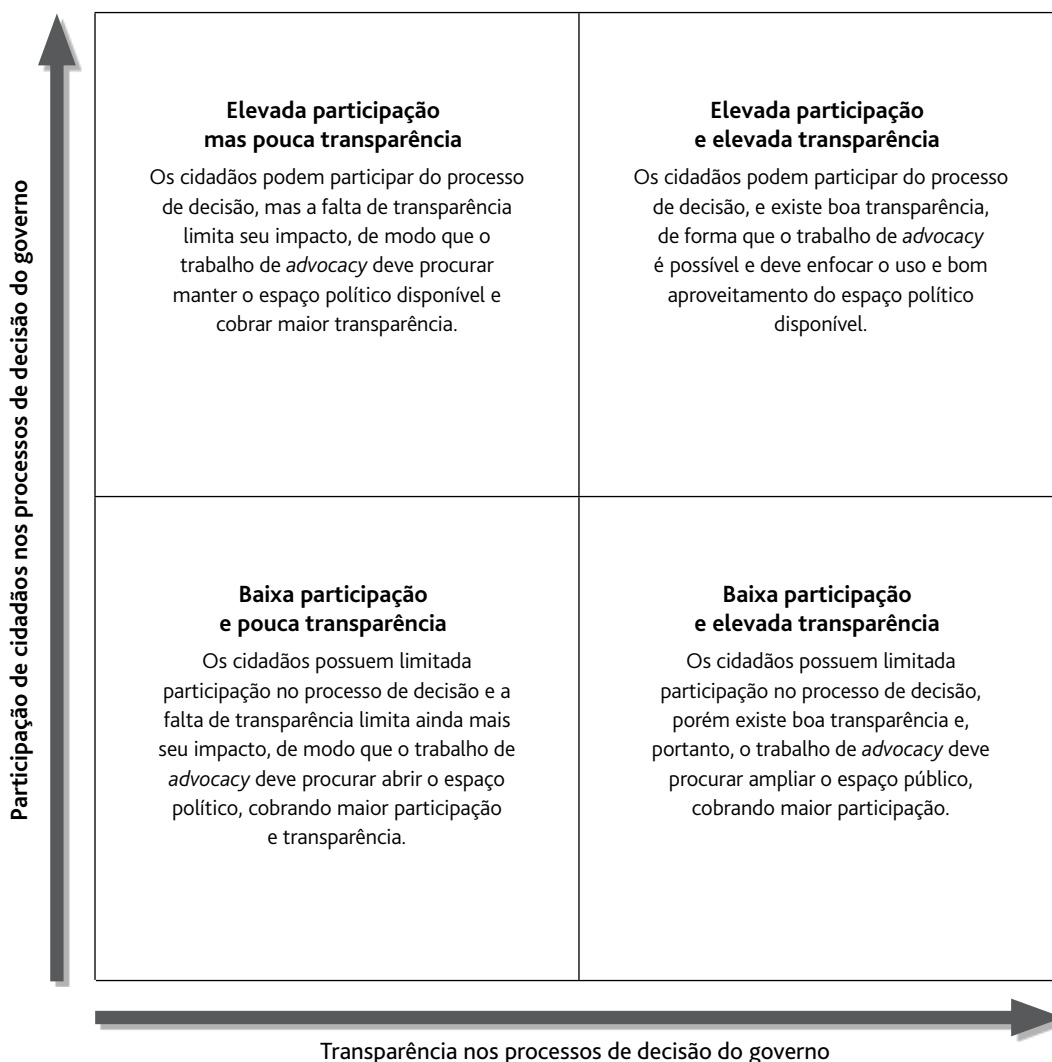 Participação de cidadãos nos processos de decisão do governo
Elevada participação
mas pouca transparência
Os cidadãos podem participar do processo
de decisão, mas a falta de transparência
limita seu impacto, de modo que o
trabalho de advocacy deve procurar
manter o espaço político disponível e
cobrar maior transparência.
Elevada participação
e elevada transparência
Os cidadãos podem participar do processo
de decisão, e existe boa transparência,
de forma que o trabalho de advocacy
é possível e deve enfocar o uso e bom
aproveitamento do espaço político
disponível.
Baixa participação
e pouca transparência
Os cidadãos possuem limitada
participação no processo de decisão e a
falta de transparência limita ainda mais
seu impacto, de modo que o trabalho de
advocacy deve procurar abrir o espaço
político, cobrando maior participação
e transparência.
Baixa participação
e elevada transparência
Os cidadãos possuem limitada
participação no processo de decisão,
porém existe boa transparência e,
portanto, o trabalho de advocacy deve
procurar ampliar o espaço público,
cobrando maior participação.
Transparência nos processos de decisão do governo